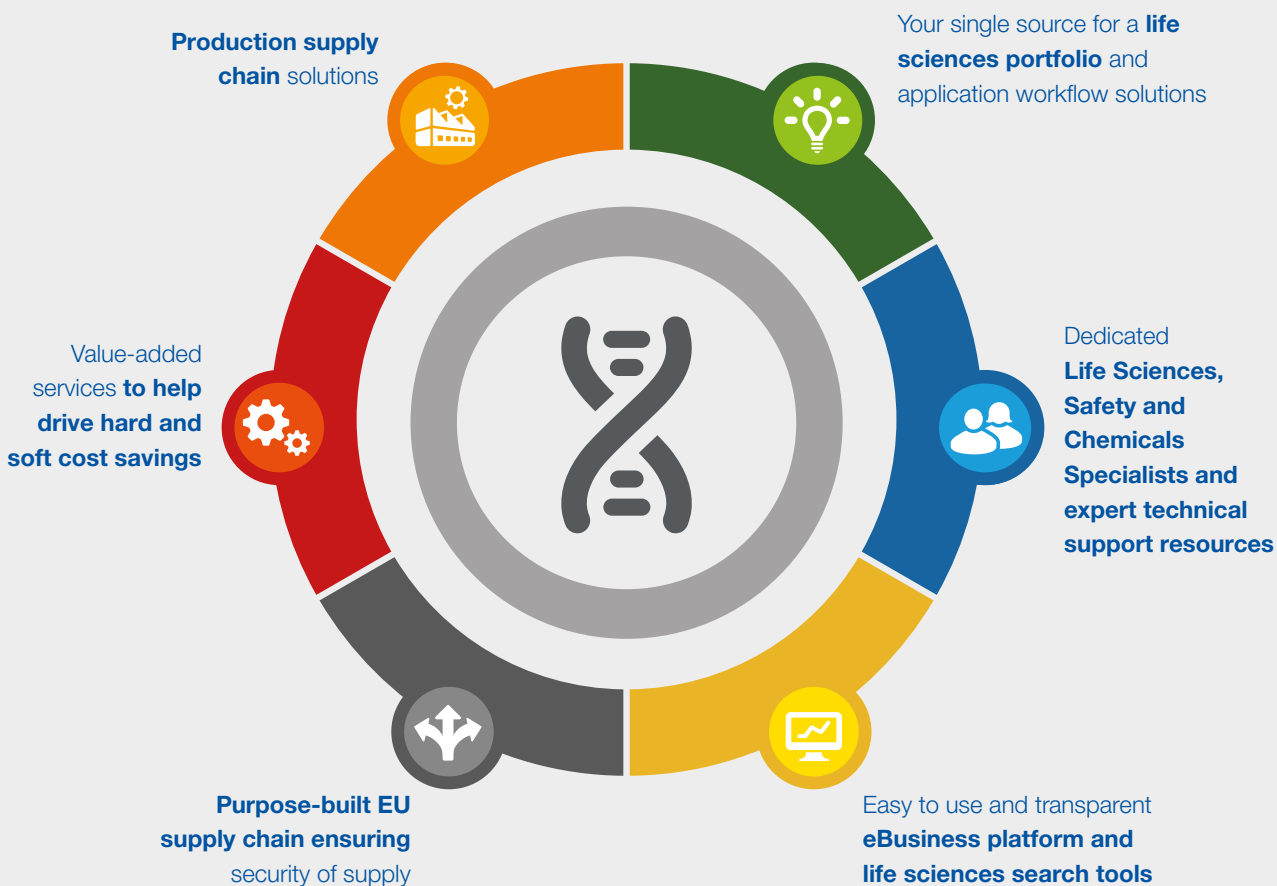 Production supply
chain solutions
Your single source for a life
sciences portfolio and
application workflow solutions
Value-added
services to help
drive hard and
soft cost savings
Dedicated
Life Sciences,
Safety and
Chemicals
Specialists and
expert technical
support resources
Purpose-built EU
supply chain ensuring
security of supply
Easy to use and transparent
eBusiness platform and
life sciences search tools